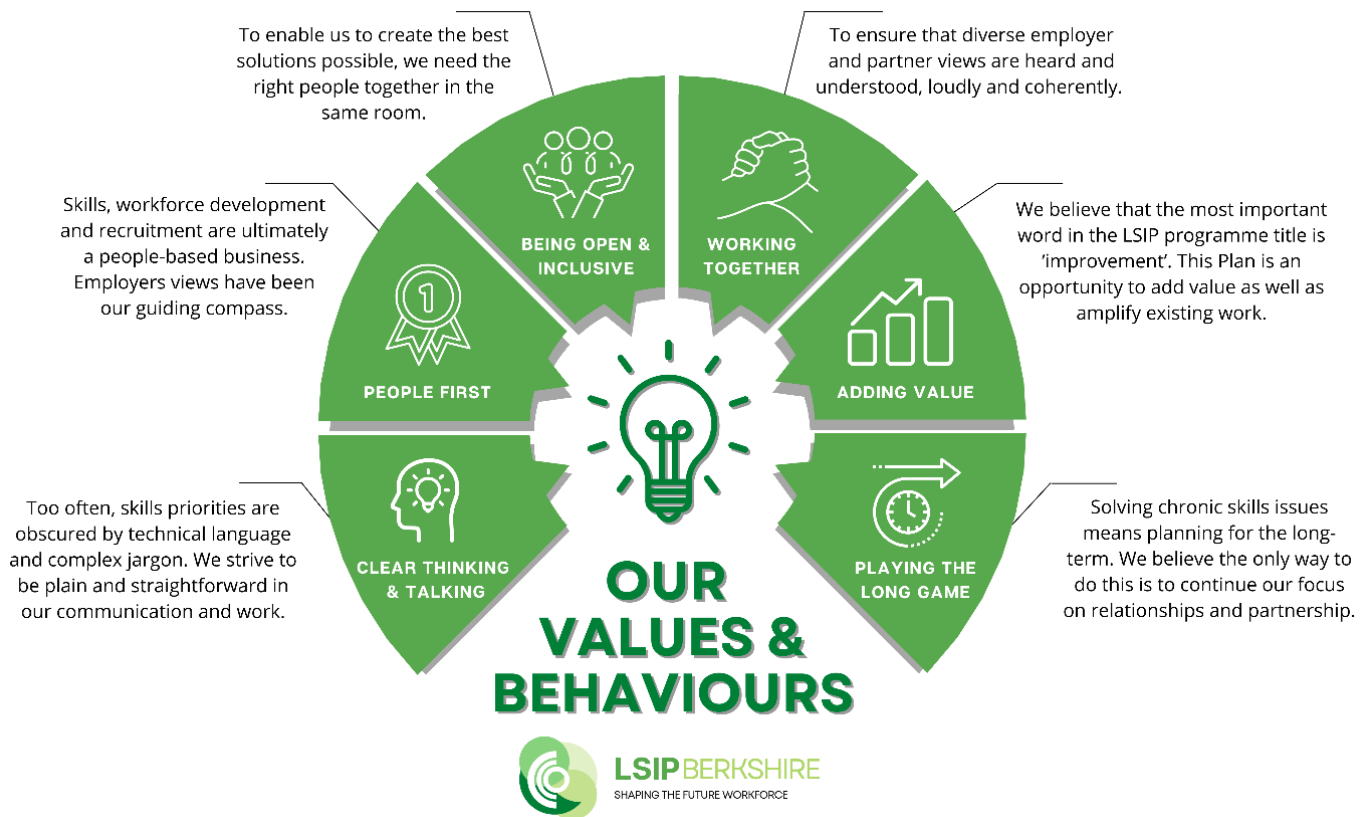 To enable us to create the best
solutions possible, we need the
right people together in the
same room.
To ensure that diverse employer
and partner views are heard and
understood, loudly and coherently.
Skills, workforce development
and recruitment are ultimately
a people-based business.
Employers views have been
our guiding compass.
We believe that the most important
word in the LSIP programme title is
‘improvement’. This Plan is an
opportunity to add value as well as
amplify existing work.
Too often, skills priorities are
obscured by technical language
and complex jargon. We strive to
be plain and straightforward in
our communication and work.
Solving chronic skills issues
means planning for the long-
term. We believe the only way to
do this is to continue our focus
on relationships and partnership.
BEING OPEN &
INCLUSIVE
WORKING
TOGETHER
1
PEOPLE FIRST
ADDING VALUE
CLEAR THINKING
& TALKING
PLAYING THE
LONG GAME
OUR
VALUES &
BEHAVIOURS
LSIP BERKSHIRE
SHAPING THE FUTURE WORKFORCE